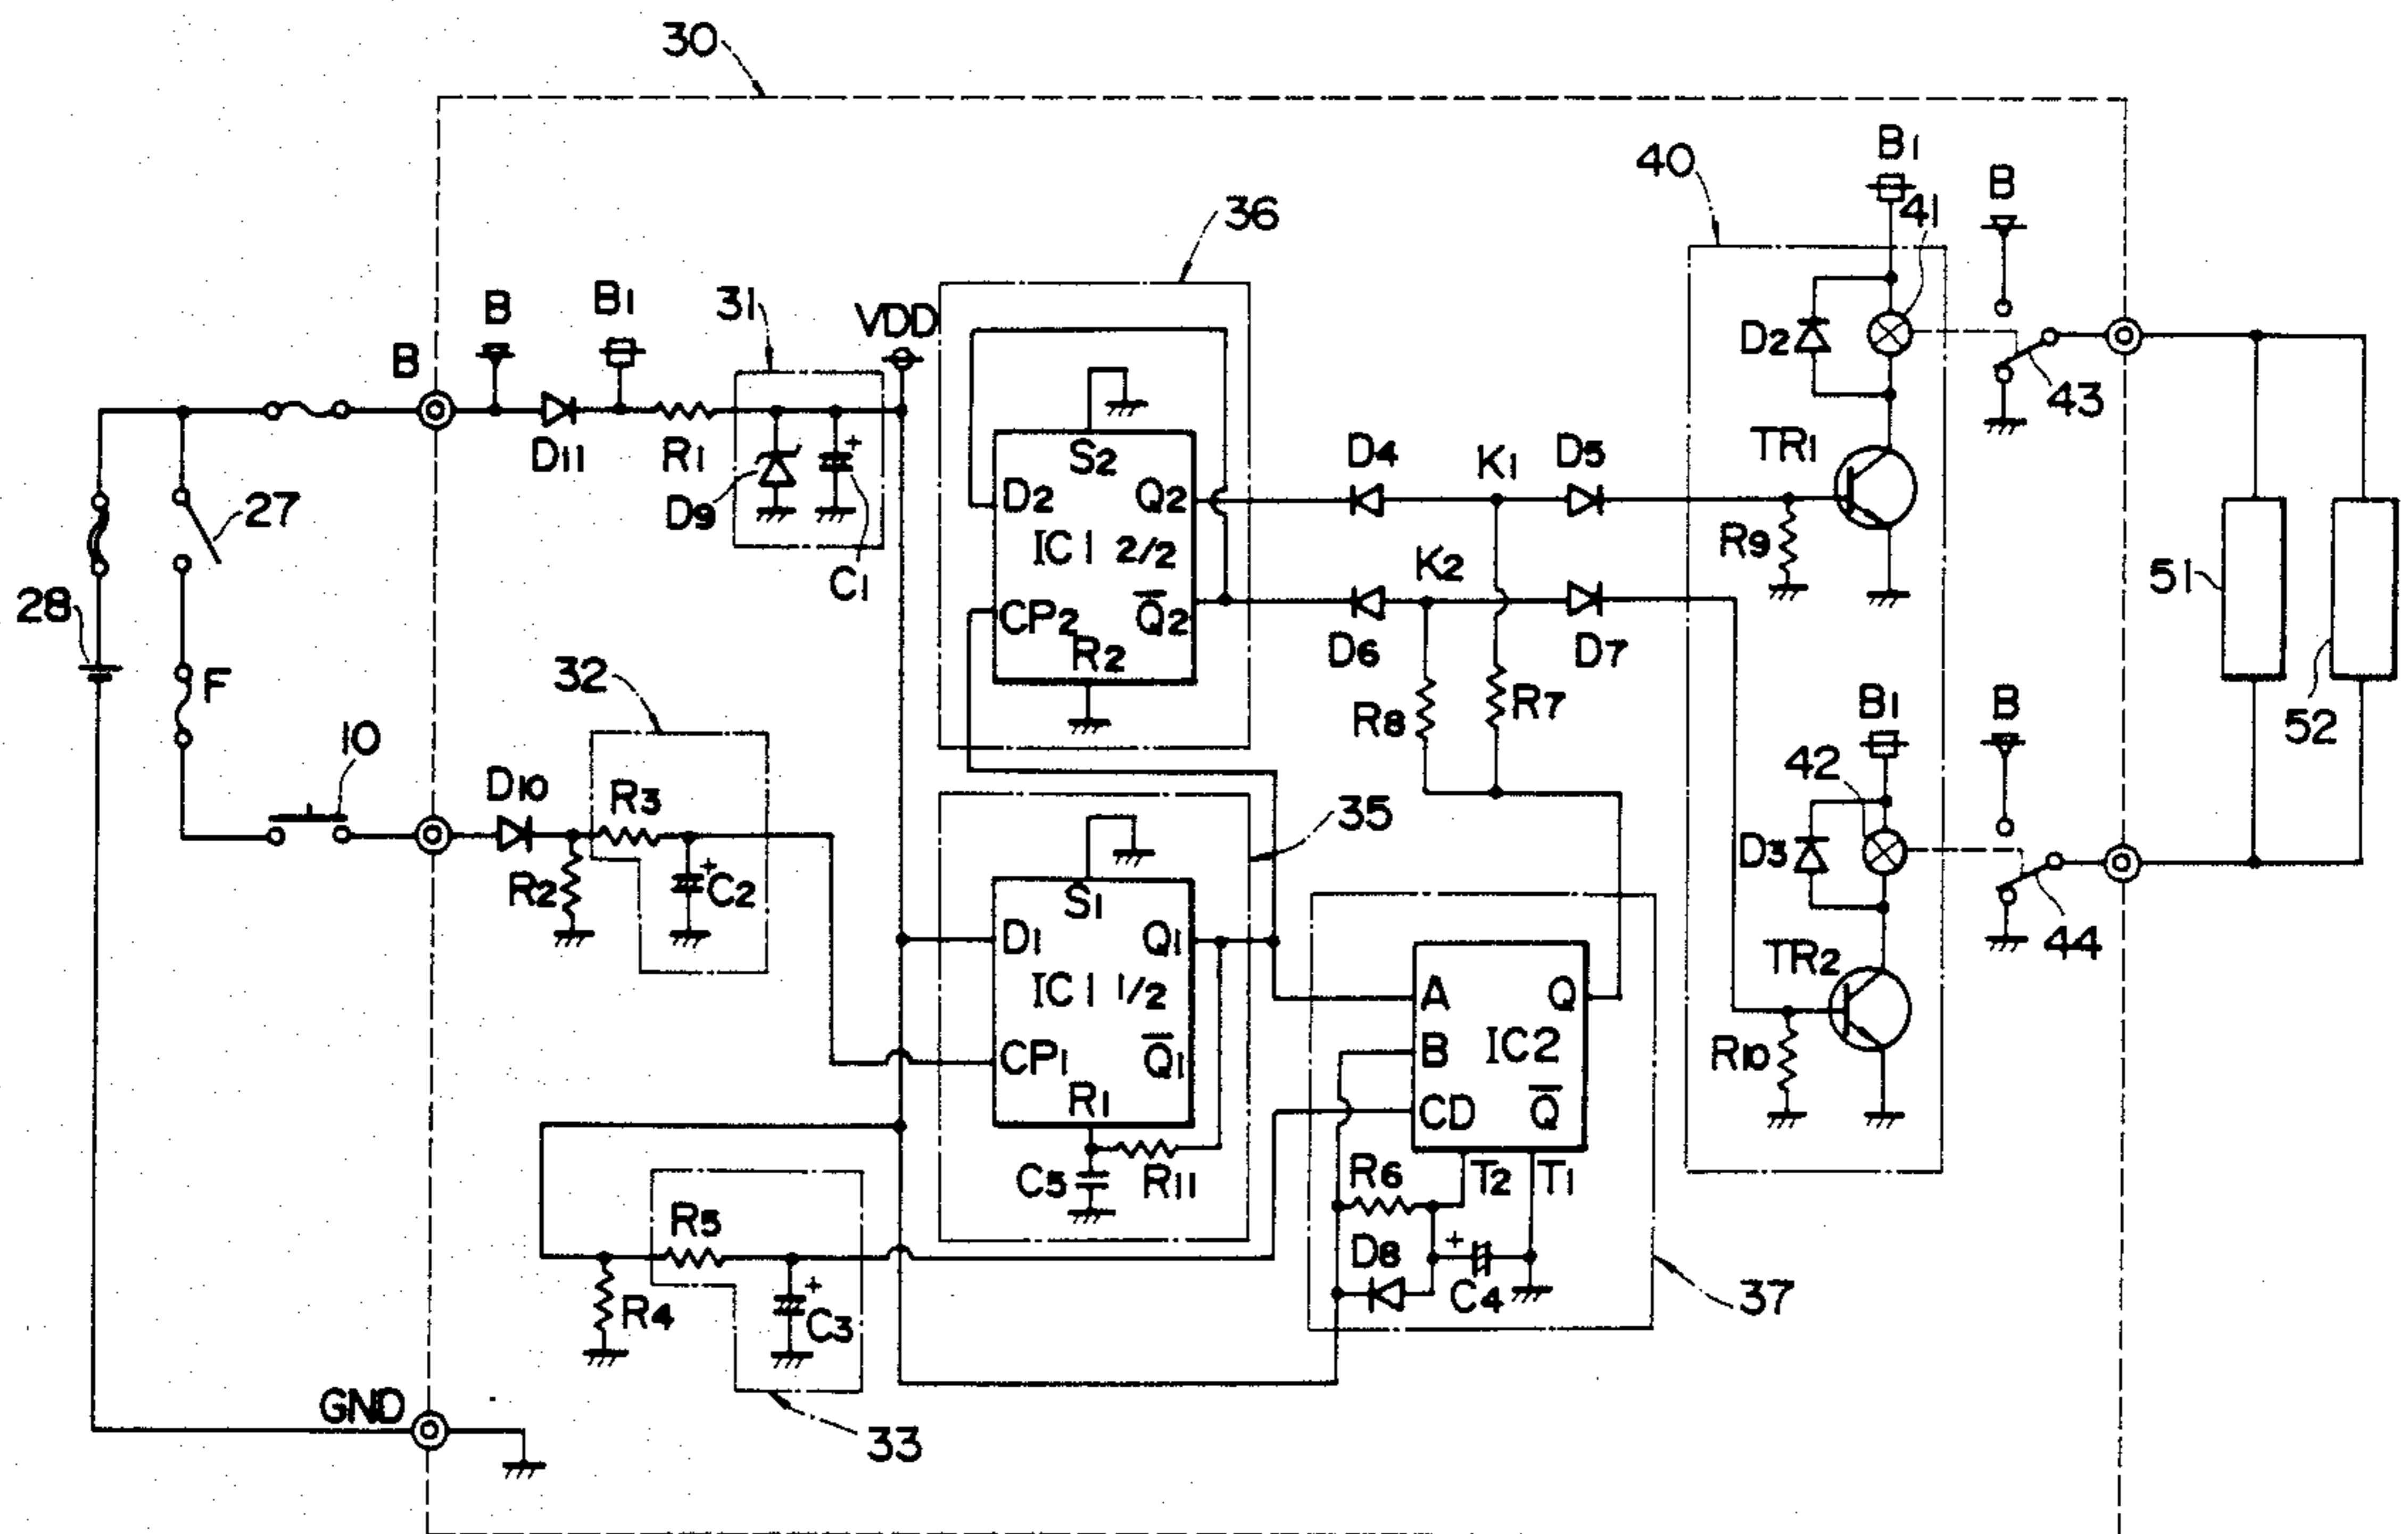 30
B1
40
B
41
36
B
B1
31
VDD
B
D2
43
D11
R1
S2
D4
K1
D5
TR1
27
D9
D2
Q2
IC1 2/2
R9
51
C1
K2
28
CP2
Q̅2
R2
D6
D7
F
32
R8
R7
B1
B
52
10
D10
R3
42
35
D3
R2
C2
S1
D1
Q1
TR2
44
IC1 1/2
A
Q
CP1
Q̅1
B
IC2
R10
R1
CD
Q̅
C5
R11
R6
T2
T1
R5
D8
R4
C3
C4
37
GND
33
+
+
+
+